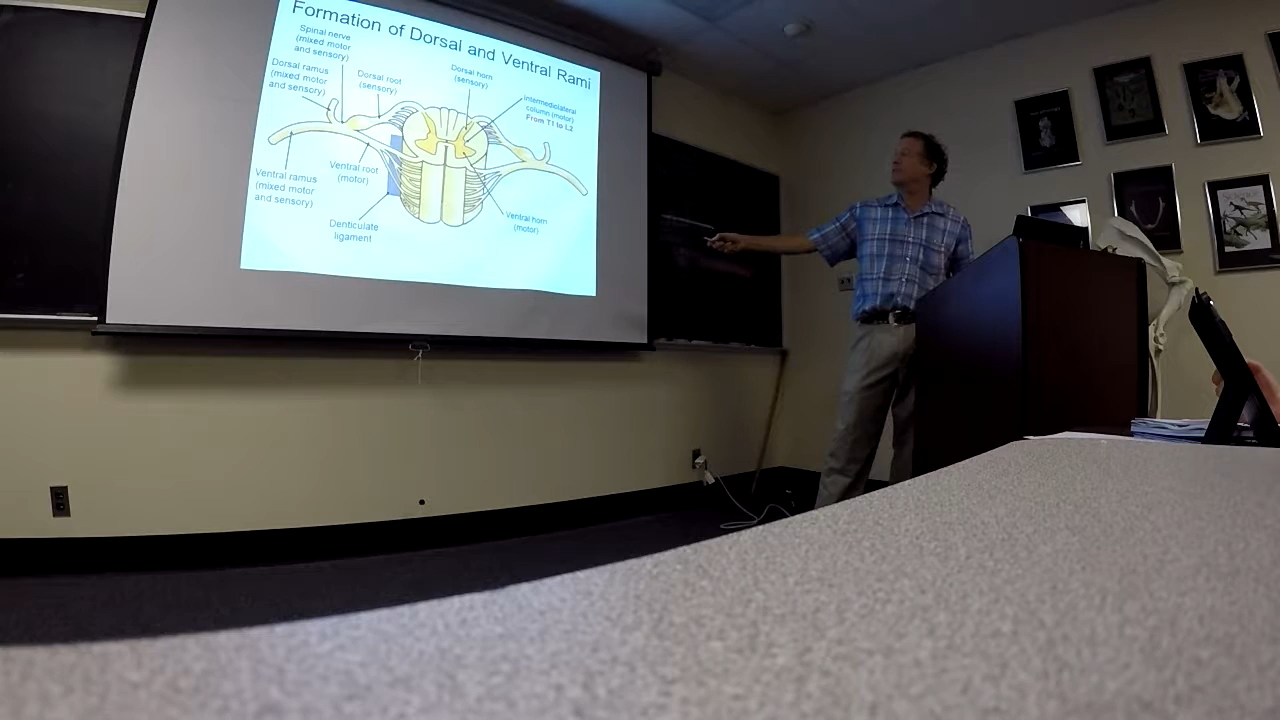 Formation of Dorsal and Ventral Rami
Spinal nerve
(mixed motor
and sensory)
Dorsal ramus
(mixed motor
and sensory)
Dorsal root
(sensory)
Dorsal horn
(sensory)
Intermediolateral
column (motor)
From T1 to L2
Ventral ramus
(mixed motor
and sensory)
Ventral root
(motor)
Denticulate
ligament
Ventral horn
(motor)